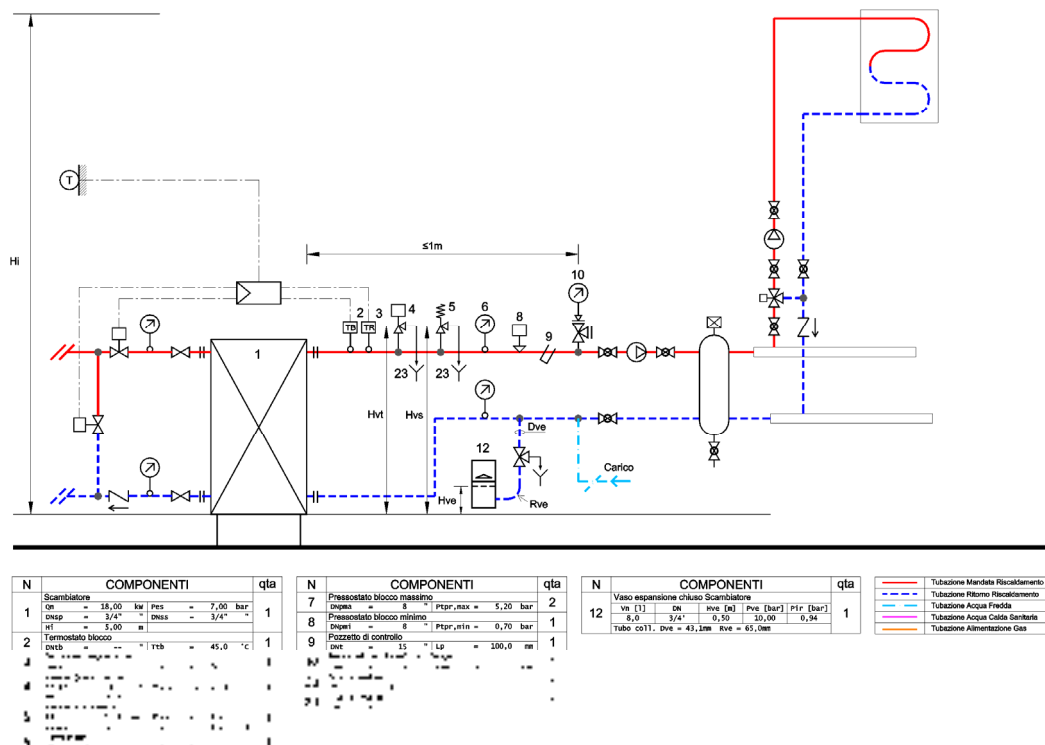 Hi
T
≤1m
10
2
3
4
5
6
8
9
TB
TR
1
23
23
Hvt
Hvs
12
Dve
Hve
Rve
Carico
N COMPONENTI qta
1 Scambiatore 1
Qn = 18,00 kW Pes = 7,00 bar
DNsp = 3/4" " DNss = 3/4" "
Hi = 5,00 m
2 Termostato blocco 1
DNtb = -- " Ttb = 45,0 °C
N COMPONENTI qta
7 Pressostato blocco massimo 2
DNpma = 8 " Ptpr,max = 5,20 bar
8 Pressostato blocco minimo 1
DNpmi = 8 " Ptpr,min = 0,70 bar
9 Pozzetto di controllo 1
DNt = 15 " Lp = 100,0 mm
N COMPONENTI qta
12 Vaso espansione chiuso Scambiatore 1
Vn [l] DN Hve [m] Pve [bar] Pir [bar]
8,0 3/4' 0,50 10,00 0,94
Tubo coll. Dve = 43,1mm Rve = 65,0mm
Tubazione Mandata Riscaldamento
Tubazione Ritorno Riscaldamento
Tubazione Acqua Fredda
Tubazione Acqua Calda Sanitaria
Tubazione Alimentazione Gas